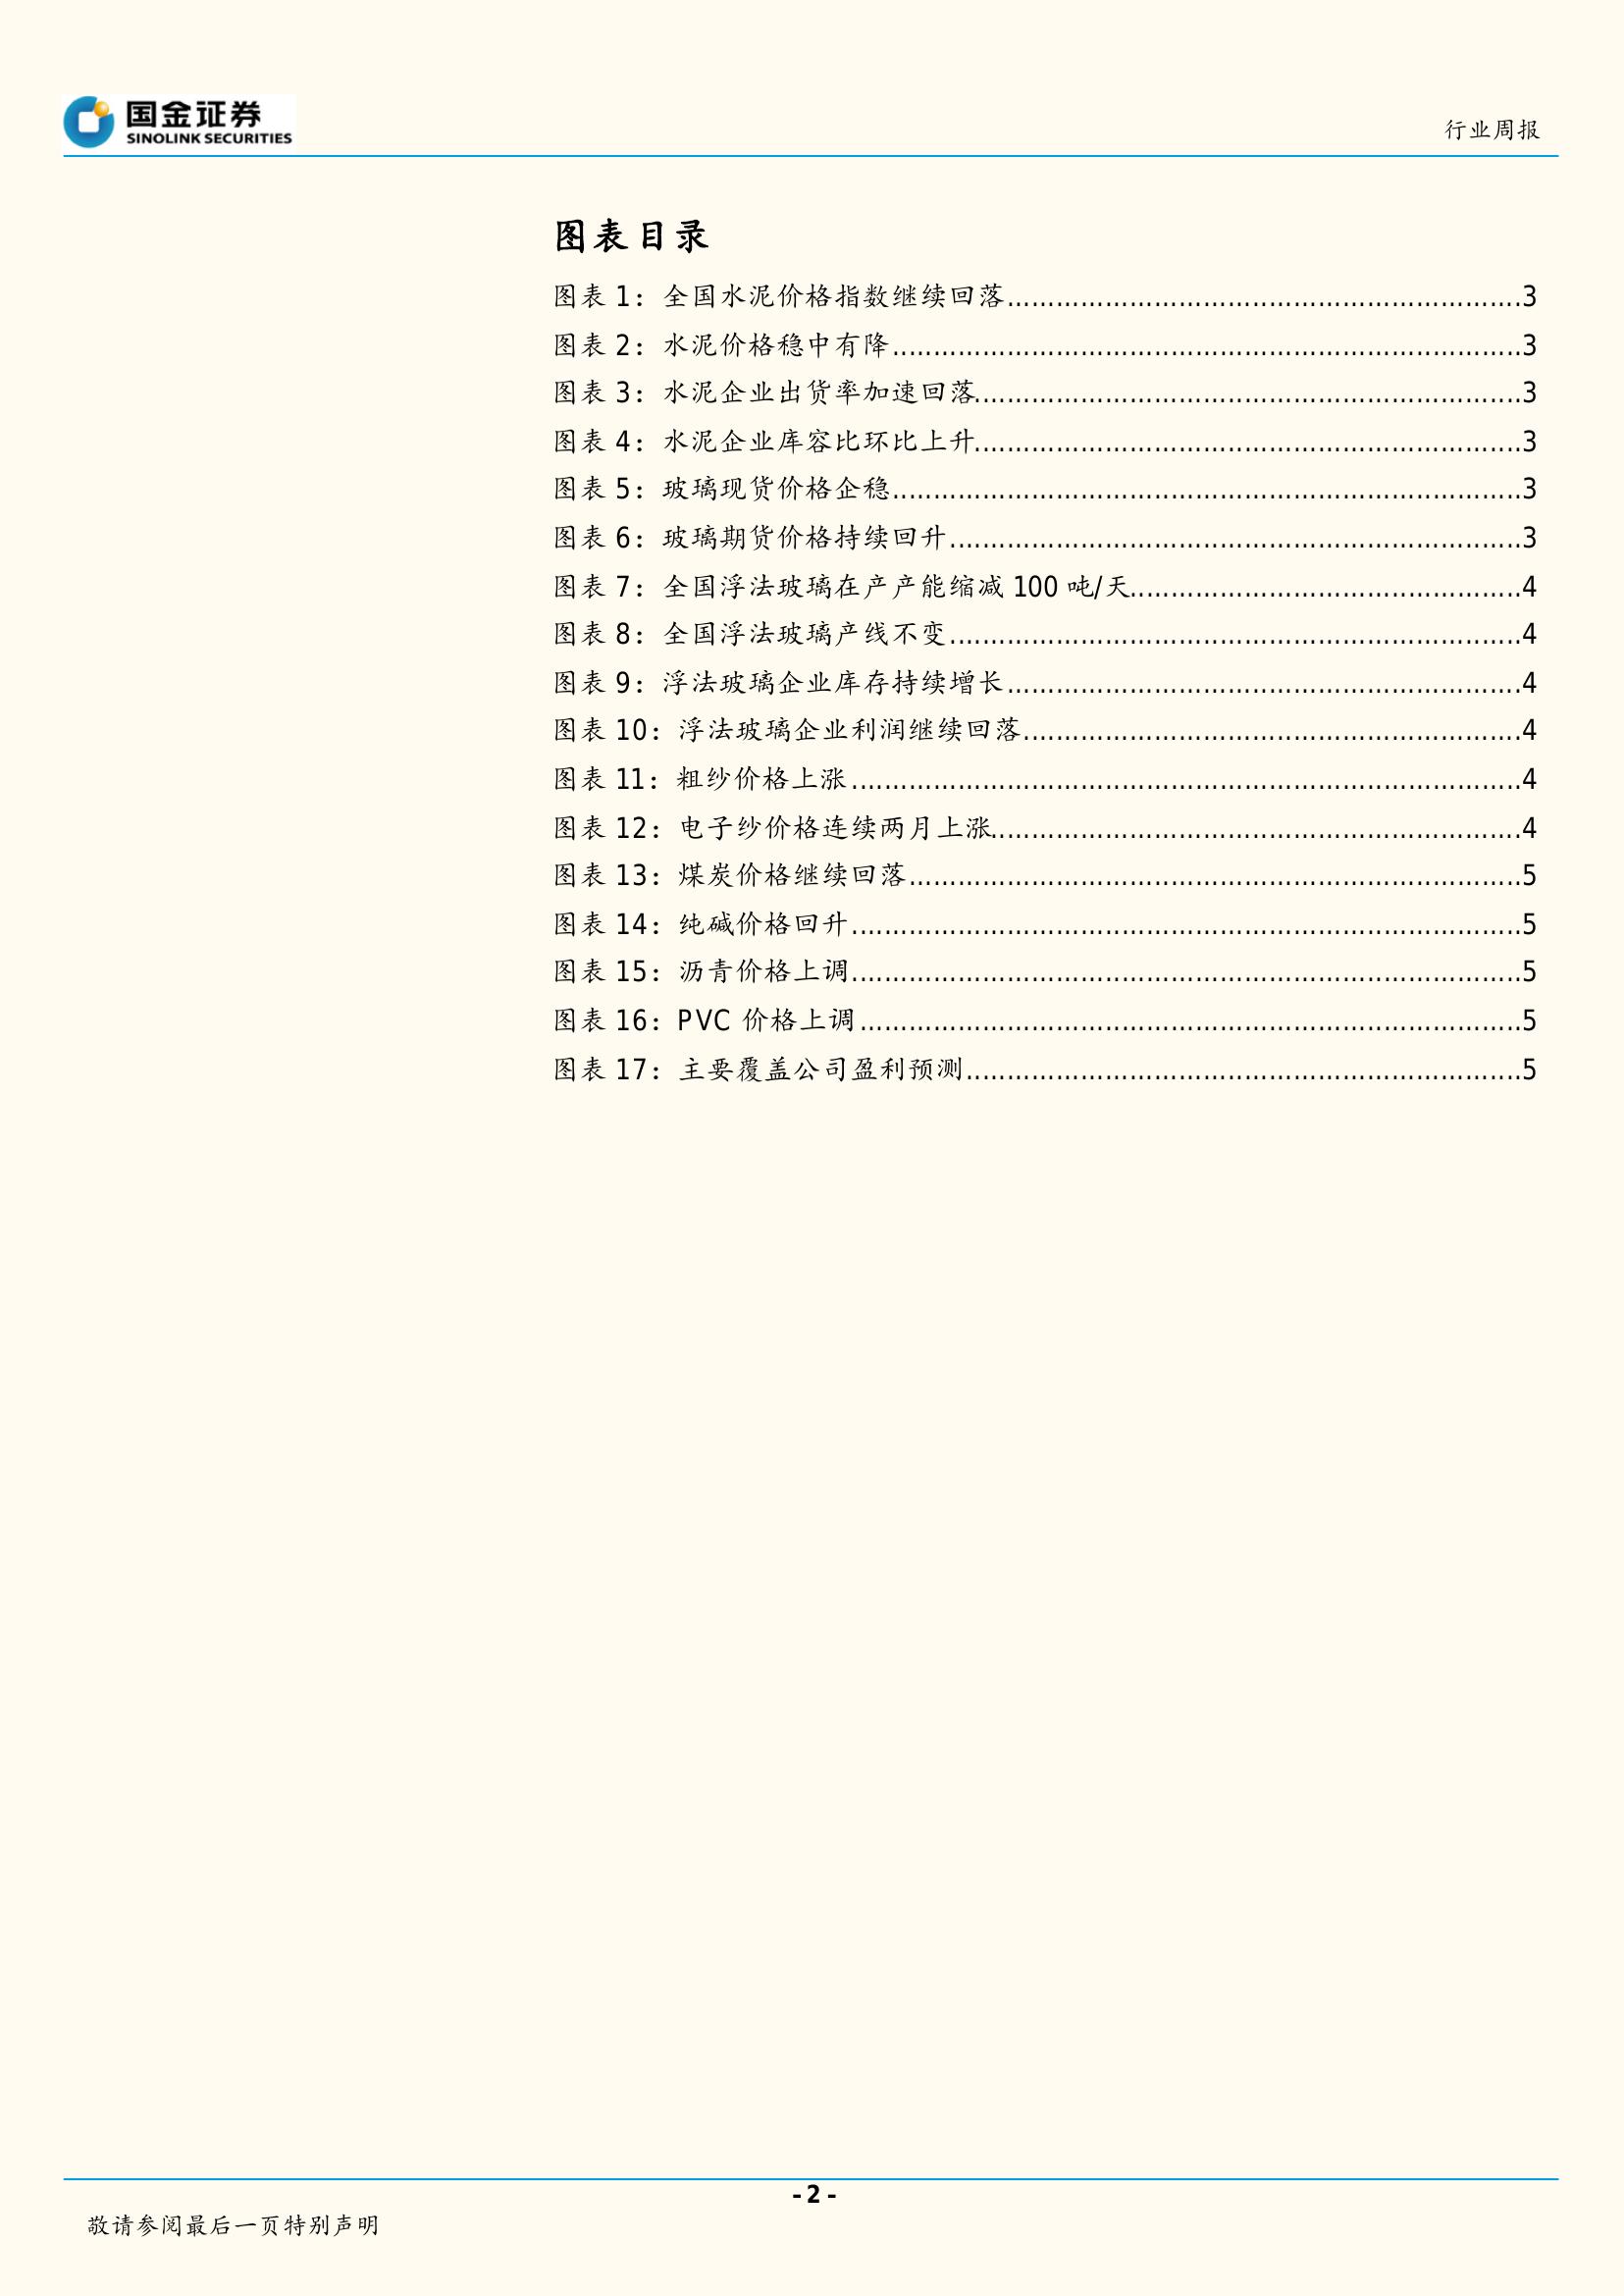 国金证券
SINOLINK SECURITIES
行业周报
图表目录
图表 1：全国水泥价格指数继续回落................................................................3
图表 2：水泥价格稳中有降..............................................................................3
图表 3：水泥企业出货率加速回落...................................................................3
图表 4：水泥企业库容比环比上升...................................................................3
图表 5：玻璃现货价格企稳..............................................................................3
图表 6：玻璃期货价格持续回升.......................................................................3
图表 7：全国浮法玻璃在产产能缩减 100 吨/天................................................4
图表 8：全国浮法玻璃产线不变.......................................................................4
图表 9：浮法玻璃企业库存持续增长................................................................4
图表 10：浮法玻璃企业利润继续回落..............................................................4
图表 11：粗纱价格上涨...................................................................................4
图表 12：电子纱价格连续两月上涨.................................................................4
图表 13：煤炭价格继续回落............................................................................5
图表 14：纯碱价格回升...................................................................................5
图表 15：沥青价格上调...................................................................................5
图表 16：PVC 价格上调..................................................................................5
图表 17：主要覆盖公司盈利预测.....................................................................5
- 2 -
敬请参阅最后一页特别声明